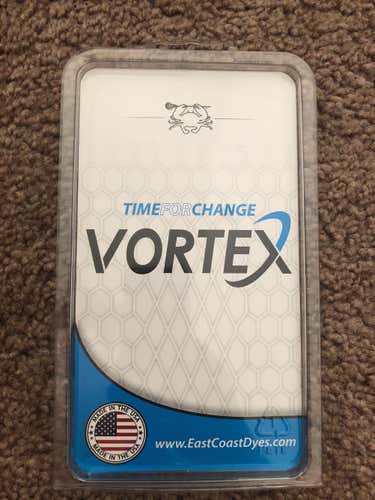 TIMEFORCHANGE
VORTEX
MADE IN THE USA
MADE IN THE USA
www.EastCoastDyes.com